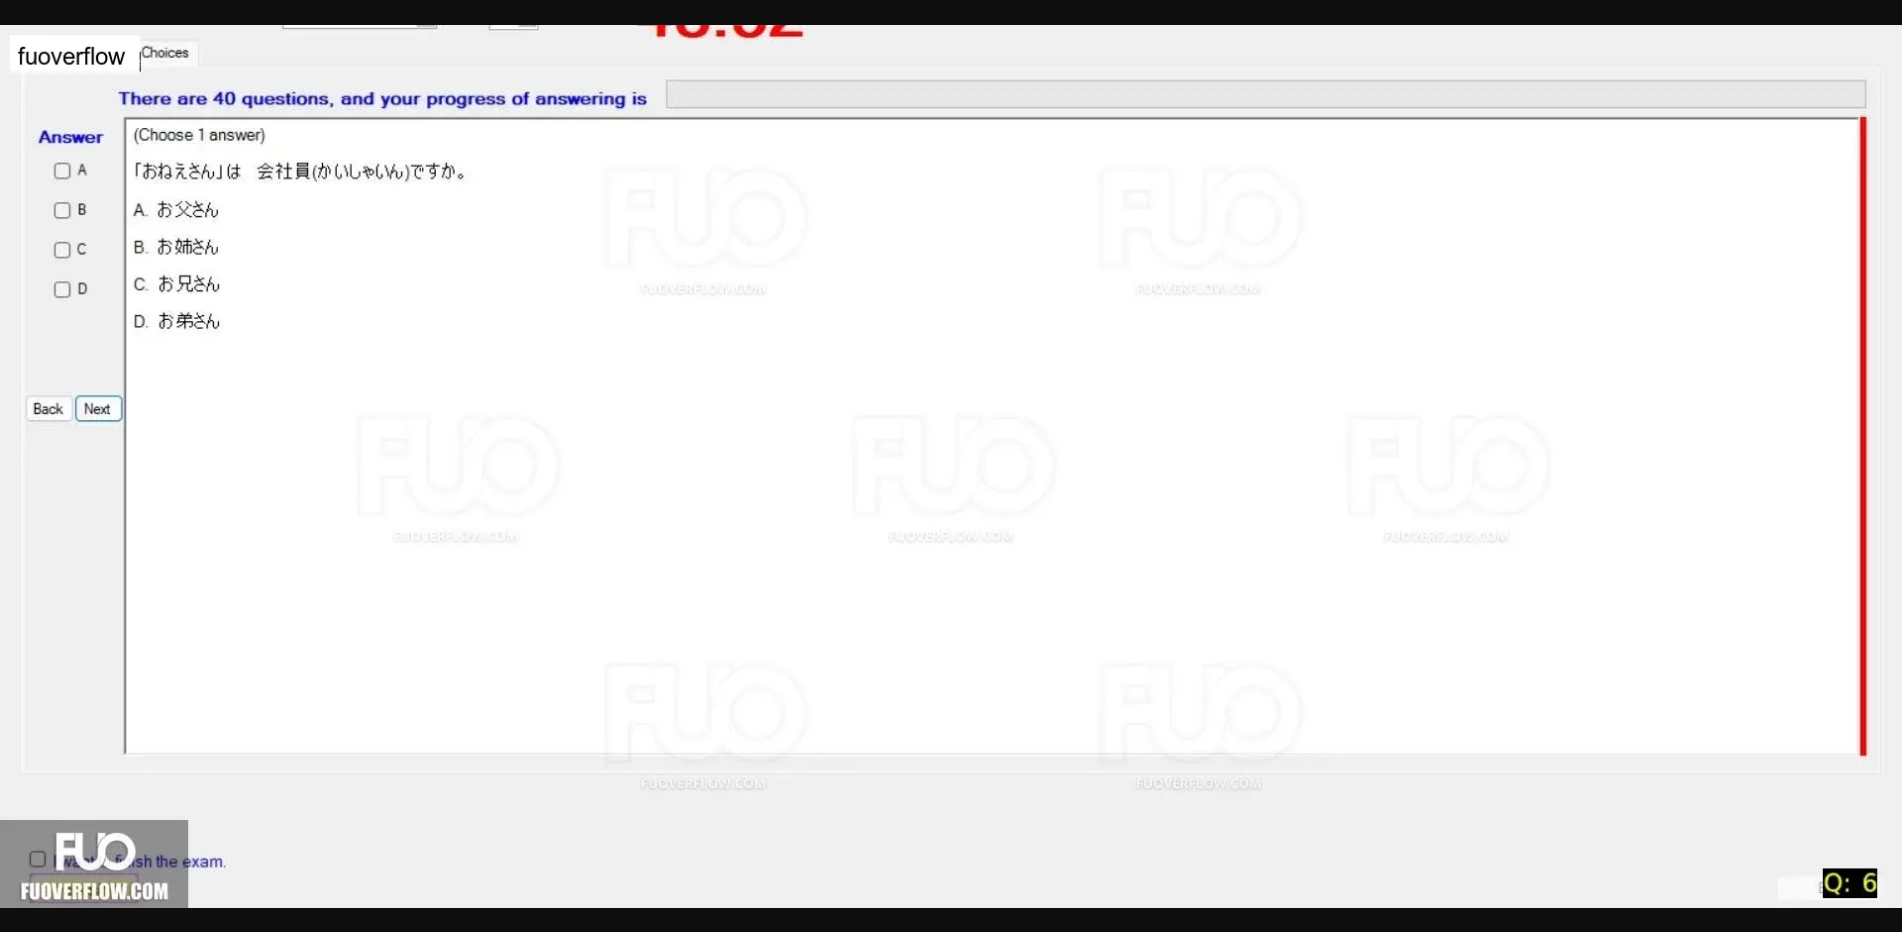 fuoverflow
Choices
There are 40 questions, and your progress of answering is
Answer
(Choose 1 answer)
A
「おねえさん」は 会社員(かいしゃいん)ですか。
B
A. お父さん
C
B. お姉さん
D
C. お兄さん
D. お弟さん
Back
Next
FUO
FUOVERFLOW.COM
FUO
FUOVERFLOW.COM
FUO
FUOVERFLOW.COM
FUO
FUOVERFLOW.COM
FUO
FUOVERFLOW.COM
FUO
FUOVERFLOW.COM
FUO
FUOVERFLOW.COM
FUO
the exam.
FUOVERFLOW.COM
Q: 6